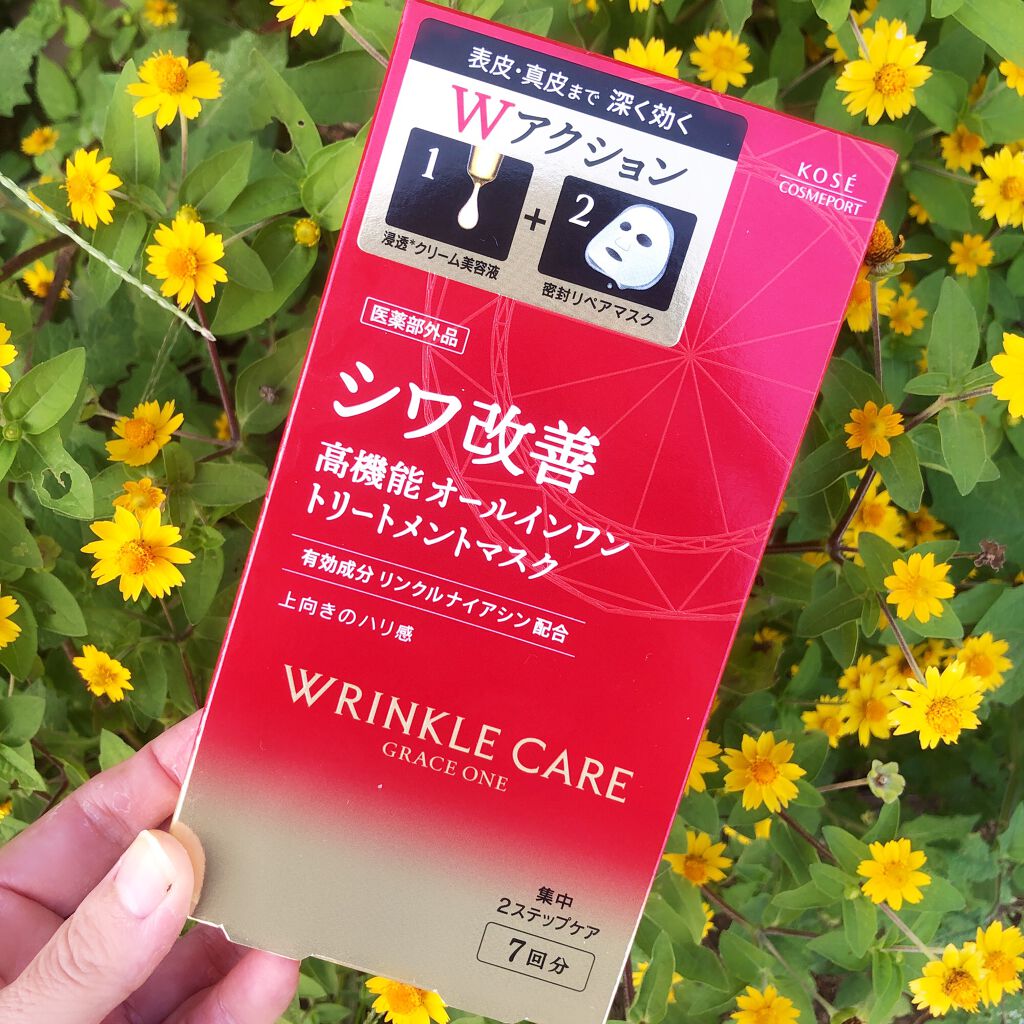 表皮・真皮まで 深く効く
Wアクション
1
+
2
浸透*クリーム美容液
密封リペアマスク
KOSÉ
COSMEPORT
医薬部外品
シワ改善
高機能 オールインワン
トリートメントマスク
有効成分 リンクルナイアシン 配合
上向きのハリ感
WRINKLE CARE
GRACE ONE
集中
2ステップケア
7回分